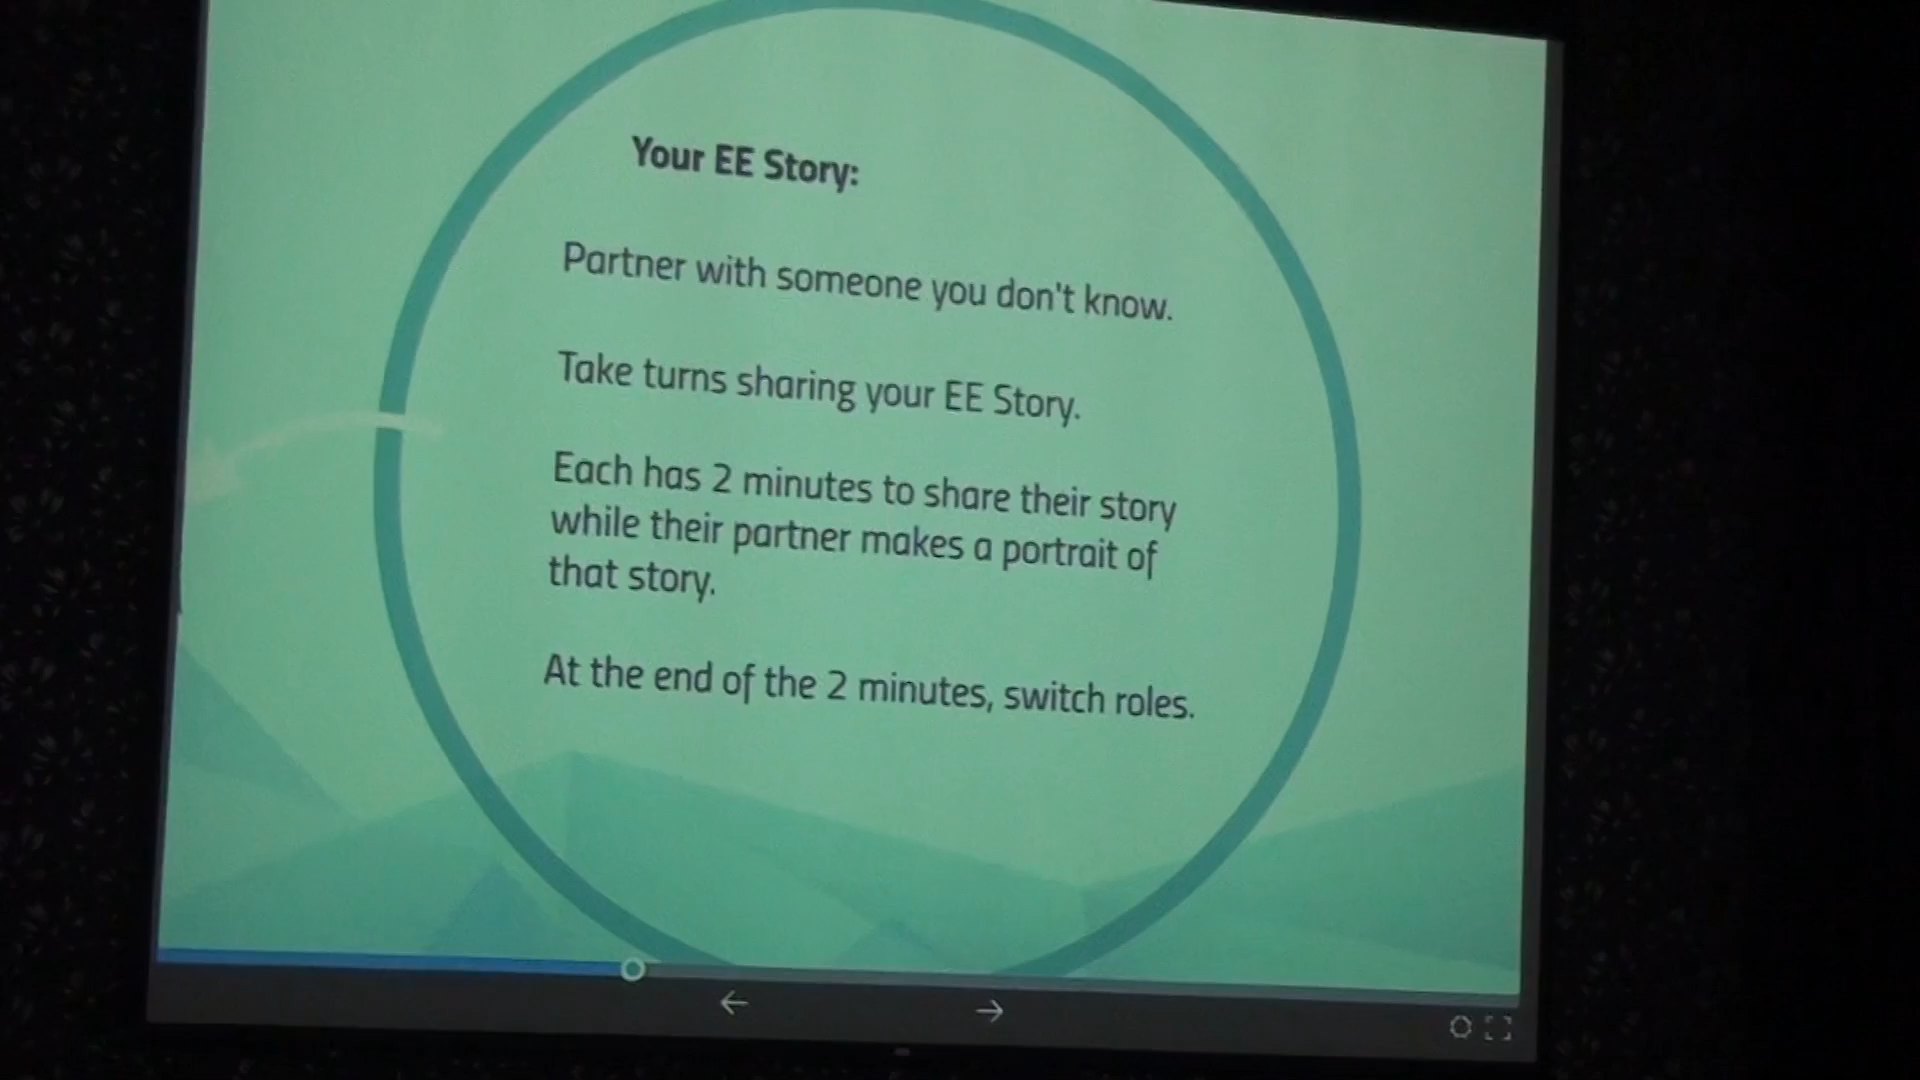 Your EE Story:
Partner with someone you don't know.
Take turns sharing your EE Story.
Each has 2 minutes to share their story
while their partner makes a portrait of
that story.
At the end of the 2 minutes, switch roles.